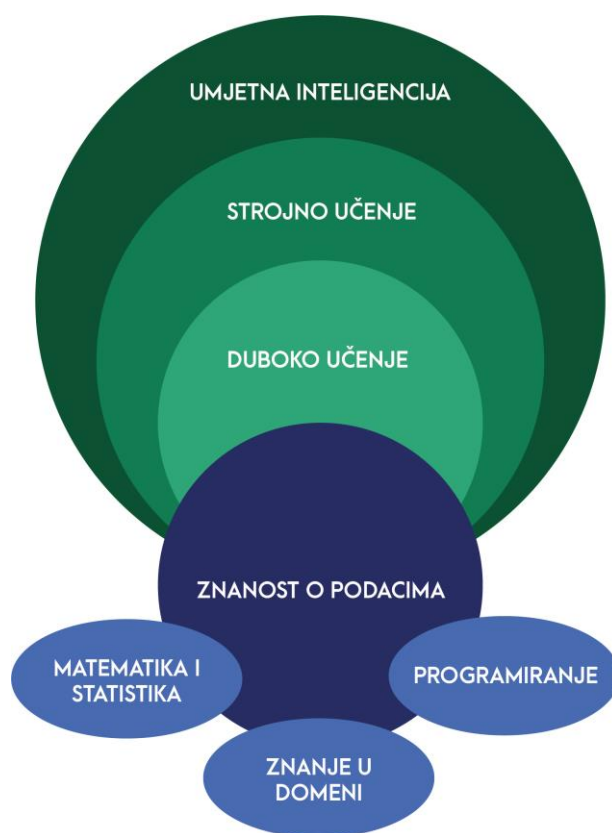 UMJETNA INTELIGENCIJA
STROJNO UČENJE
DUBOKO UČENJE
ZNANOST O PODACIMA
MATEMATIKA I
STATISTIKA
PROGRAMIRANJE
ZNANJE U
DOMENI